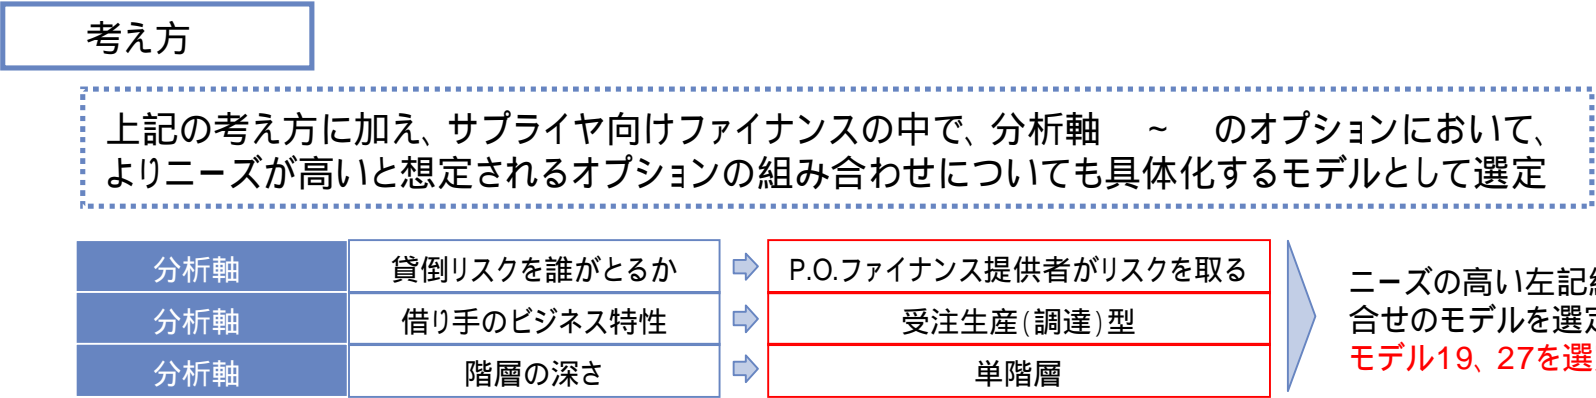 考え方
上記の考え方に加え、サプライヤ向けファイナンスの中で、分析軸　~　のオプションにおいて、
よりニーズが高いと想定されるオプションの組み合わせについても具体化するモデルとして選定
分析軸 貸倒リスクを誰がとるか P.O.ファイナンス提供者がリスクを取る
分析軸 借り手のビジネス特性 受注生産(調達)型
分析軸 階層の深さ 単階層
ニーズの高い左記
合せのモデルを選
モデル19、27を選